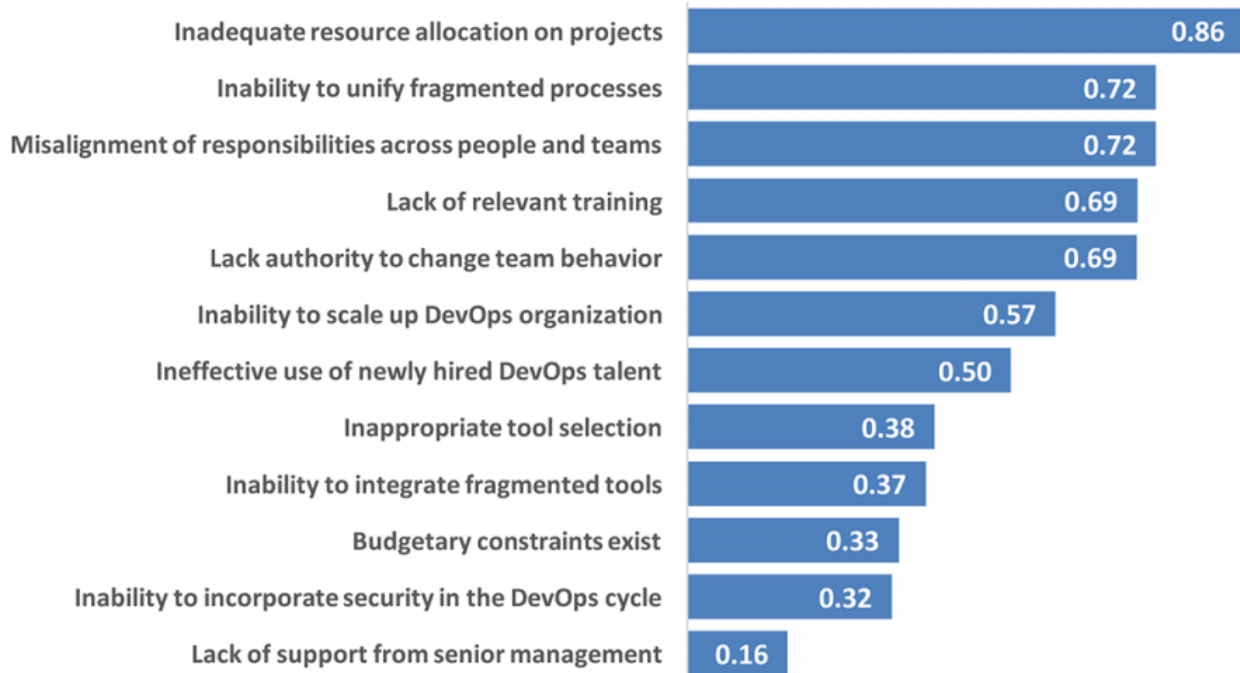 Inadequate resource allocation on projects 0.86
Inability to unify fragmented processes 0.72
Misalignment of responsibilities across people and teams 0.72
Lack of relevant training 0.69
Lack authority to change team behavior 0.69
Inability to scale up DevOps organization 0.57
Ineffective use of newly hired DevOps talent 0.50
Inappropriate tool selection 0.38
Inability to integrate fragmented tools 0.37
Budgetary constraints exist 0.33
Inability to incorporate security in the DevOps cycle 0.32
Lack of support from senior management 0.16